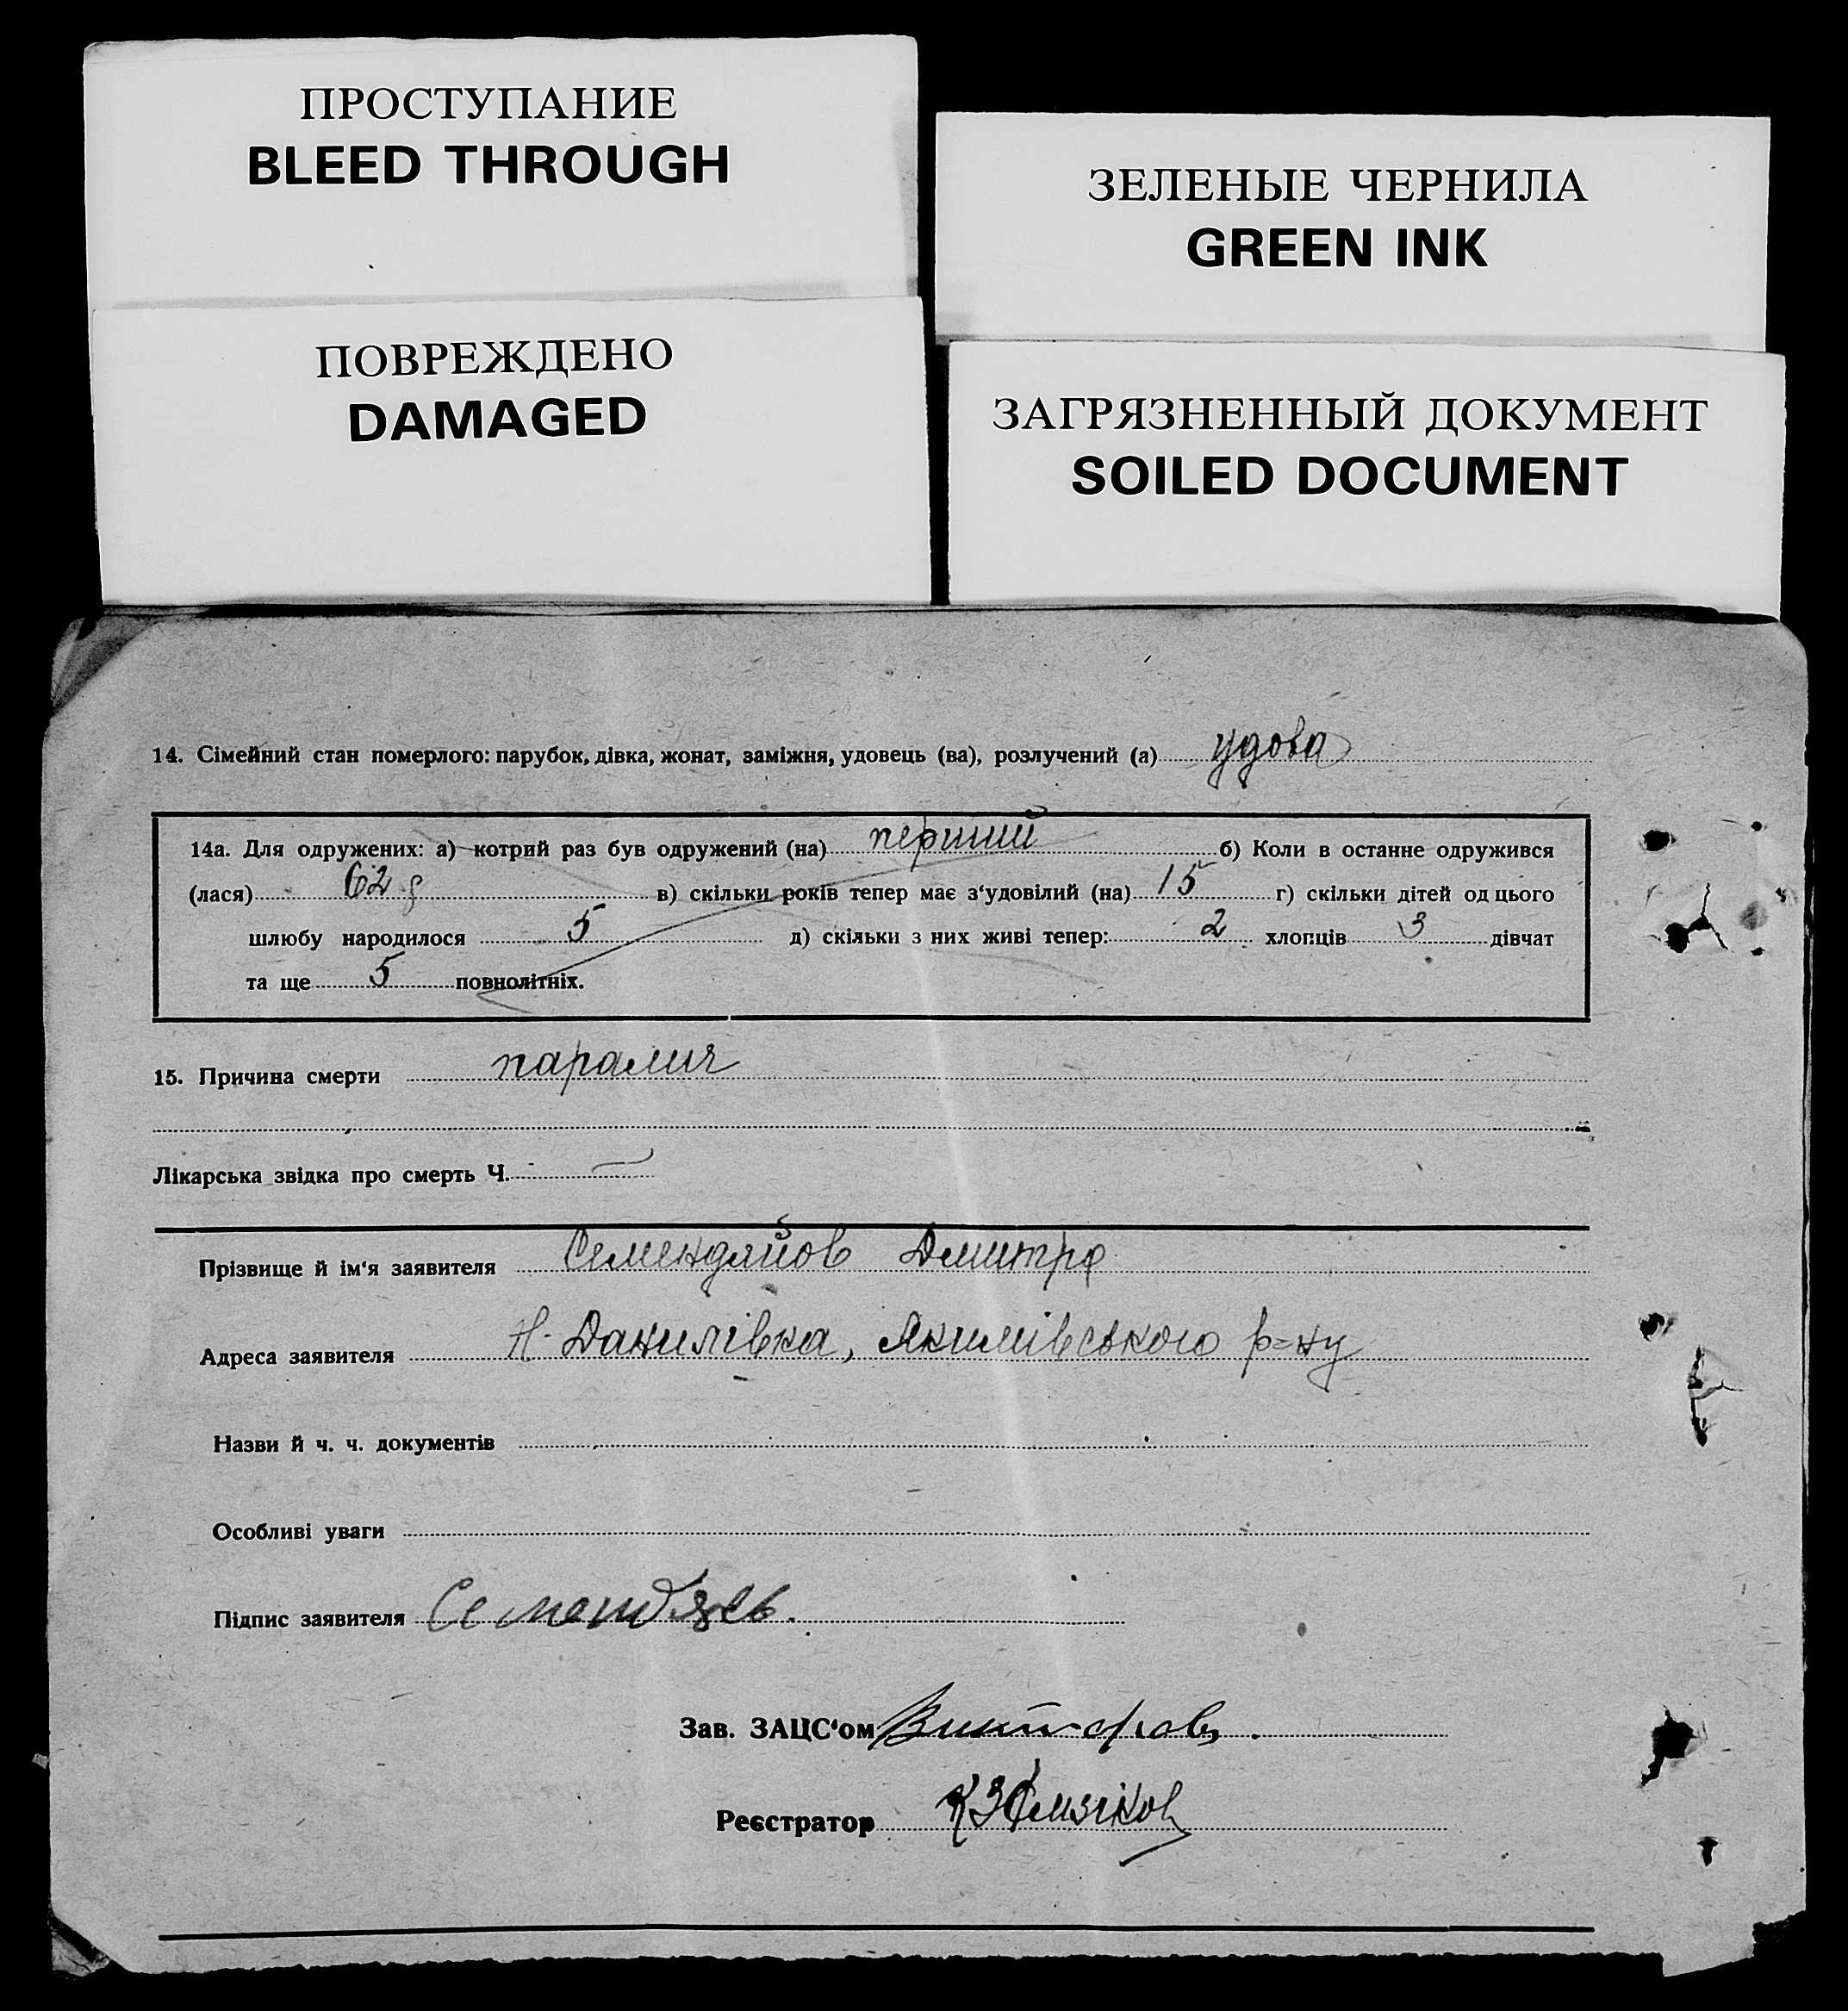 ПРОСТУПАНИЕ
BLEED THROUGH
ЗЕЛЕНЫЕ ЧЕРНИЛА
GREEN INK
ПОВРЕЖДЕНО
DAMAGED
ЗАГРЯЗНЕННЫЙ ДОКУМЕНТ
SOILED DOCUMENT
14. Сімейний стан померлого: парубок, дівка, жонат, заміжня, удовець (ва), розлучений (а) удова
14а. Для одружених: а) котрий раз був одружений (на) перший б) Коли в останне одружився
(лася) 62 в) скільки років тепер має з'удовілий (на) 15 г) скільки дітей од цього
шлюбу народилося 5 д) скільки з них живі тепер: 2 хлопців 3 дівчат
та ще 5 повнолітніх.
15. Причина смерти параліч
Лікарська звідка про смерть Ч. —
Прізвище й ім'я заявителя Семендяйов Дмитро
Адреса заявителя Н-Данилівка, Якимівського р=ну
Назви й ч. ч. документів
Особливі уваги
Підпис заявителя
Зав. ЗАЦС'ом
Реєстратор